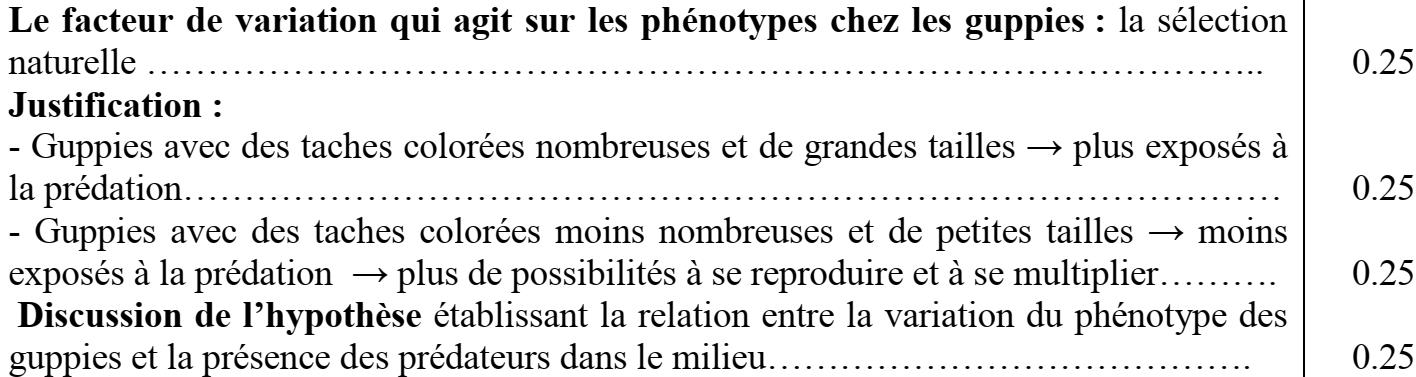 Le facteur de variation qui agit sur les phénotypes chez les guppies : la sélection
naturelle ……………………………………………………………………………….. 0.25
Justification :
- Guppies avec des taches colorées nombreuses et de grandes tailles → plus exposés à
la prédation……………………………………………………………………………… 0.25
- Guppies avec des taches colorées moins nombreuses et de petites tailles → moins
exposés à la prédation → plus de possibilités à se reproduire et à se multiplier………. 0.25
Discussion de l’hypothèse établissant la relation entre la variation du phénotype des
guppies et la présence des prédateurs dans le milieu…………………………………. 0.25